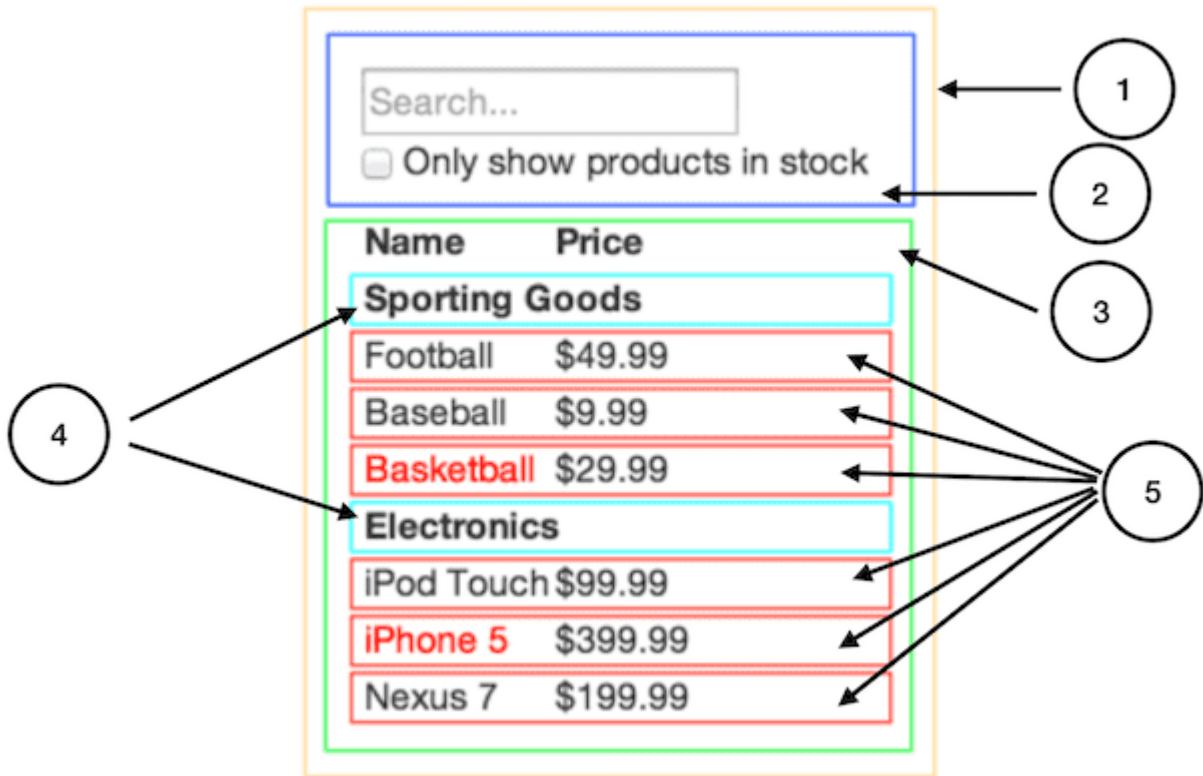 1
Search...
Only show products in stock
2
Name Price
3
Sporting Goods
Football $49.99
Baseball $9.99
4
Basketball $29.99
5
Electronics
iPod Touch $99.99
iPhone 5 $399.99
Nexus 7 $199.99